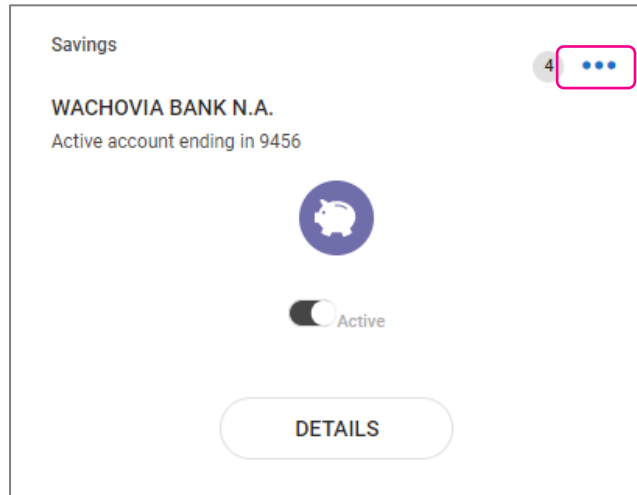 Savings
4
WACHOVIA BANK N.A.
Active account ending in 9456
Active
DETAILS